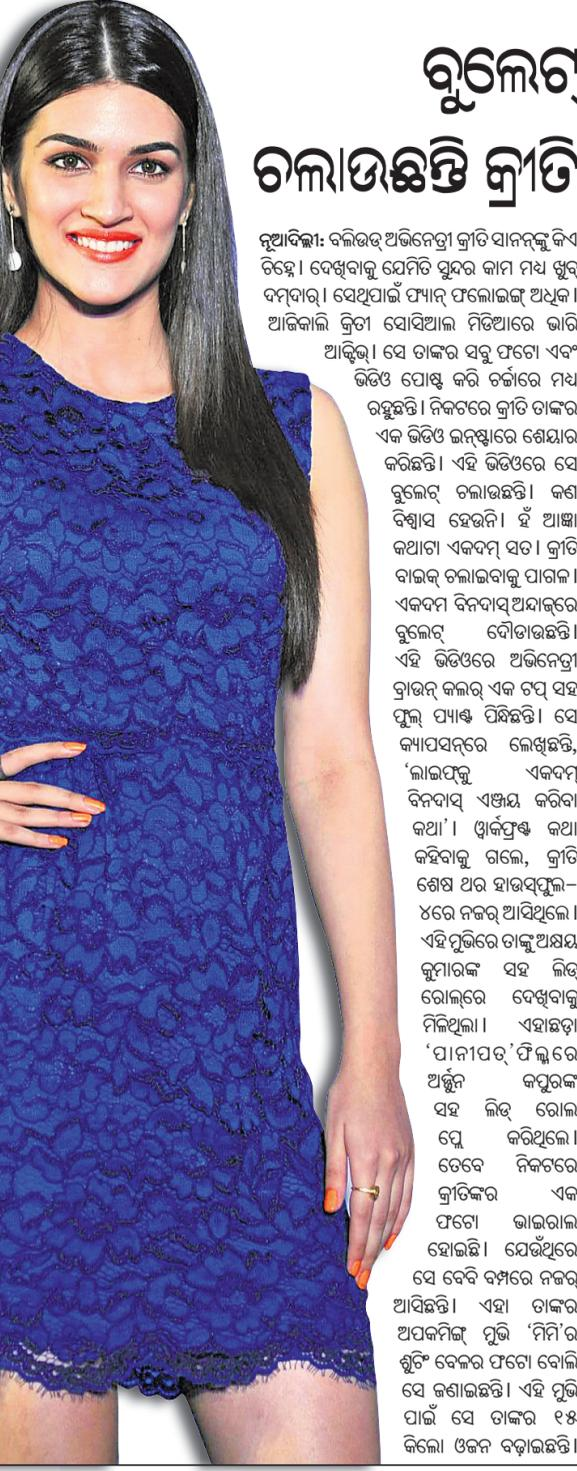 ବୁଲେଟ୍
ଚଲାଉଛନ୍ତି କ୍ରୀତି
ନୂଆଦିଲ୍ଲୀ: ବଲିଉଡ୍ ଅଭିନେତ୍ରୀ କ୍ରୀତି ସାନନ୍‌ଙ୍କୁ କିଏ
ଚିହ୍ନେ। ଦେଖିବାକୁ ଯେମିତି ସୁନ୍ଦର କାମ ମଧ୍ୟ ଖୁବ୍
ଦମ୍‌ଦାର୍। ସେଥିପାଇଁ ଫ୍ୟାନ୍ ଫଲୋଇଙ୍ଗ୍ ଅଧିକ।
ଆଜିକାଲି କ୍ରିତୀ ସୋସିଆଲ ମିଡିଆରେ ଭାରି
ଆକ୍ଟିଭ୍। ସେ ତାଙ୍କର ସବୁ ଫଟୋ ଏବଂ
ଭିଡିଓ ପୋଷ୍ଟ କରି ଚର୍ଚ୍ଚାରେ ମଧ୍ୟ
ରହୁଛନ୍ତି। ନିକଟରେ କ୍ରୀତି ତାଙ୍କର
ଏକ ଭିଡିଓ ଇନ୍‌ଷ୍ଟାରେ ଶେୟାର
କରିଛନ୍ତି। ଏହି ଭିଡିଓରେ ସେ
ବୁଲେଟ୍ ଚଲାଉଛନ୍ତି। କଣ
ବିଶ୍ୱାସ ହେଉନି। ହଁ ଆଜ୍ଞା
କଥାଟା ଏକଦମ୍ ସତ। କ୍ରୀତି
ବାଇକ୍ ଚଲାଇବାକୁ ପାଗଳ।
ଏକଦମ ବିନଦାସ୍ ଅନ୍ଦାଜ୍‌ରେ
ବୁଲେଟ୍ ଦୌଡାଉଛନ୍ତି।
ଏହି ଭିଡିଓରେ ଅଭିନେତ୍ରୀ
ବ୍ରାଉନ୍ କଲର୍ ଏକ ଟପ୍ ସହ
ଫୁଲ୍ ପ୍ୟାଣ୍ଟ ପିନ୍ଧିଛନ୍ତି। ସେ
କ୍ୟାପସନ୍‌ରେ ଲେଖିଛନ୍ତି,
‘ଲାଇଫ୍‌କୁ ଏକଦମ୍
ବିନଦାସ୍ ଏଞ୍ଜୟ କରିବା
କଥା’। ୱାର୍କଫ୍ରଣ୍ଟ କଥା
କହିବାକୁ ଗଲେ, କ୍ରୀତି
ଶେଷ ଥର ହାଉସ୍‌ଫୁଲ-
୪ରେ ନଜର୍ ଆସିଥିଲେ।
ଏହି ମୁଭିରେ ତାଙ୍କୁ ଅକ୍ଷୟ
କୁମାରଙ୍କ ସହ ଲିଡ୍
ରୋଲ୍‌ରେ ଦେଖିବାକୁ
ମିଳିଥିଲା। ଏହାଛଡ଼ା
‘ପାନୀପତ୍‌’ଫିଲ୍ମରେ
ଅର୍ଜ୍ଜୁନ କପୁରଙ୍କ
ସହ ଲିଡ୍ ରୋଲ
ପ୍ଲେ କରିଥିଲେ।
ତେବେ ନିକଟରେ
କ୍ରୀତିଙ୍କର ଏକ
ଫଟୋ ଭାଇରାଲ
ହୋଇଛି। ଯେଉଁଥିରେ
ସେ ବେବି ବମ୍ପରେ ନଜର୍
ଆସିଛନ୍ତି। ଏହା ତାଙ୍କର
ଅପକମିଙ୍ଗ୍ ମୁଭି ‘ମିମି’ର
ଶୁଟିଂ ବେଳର ଫଟୋ ବୋଲି
ସେ ଜଣାଇଛନ୍ତି। ଏହି ମୁଭି
ପାଇଁ ସେ ତାଙ୍କର ୧୫
କିଲୋ ଓଜନ ବଢ଼ାଇଛନ୍ତି।